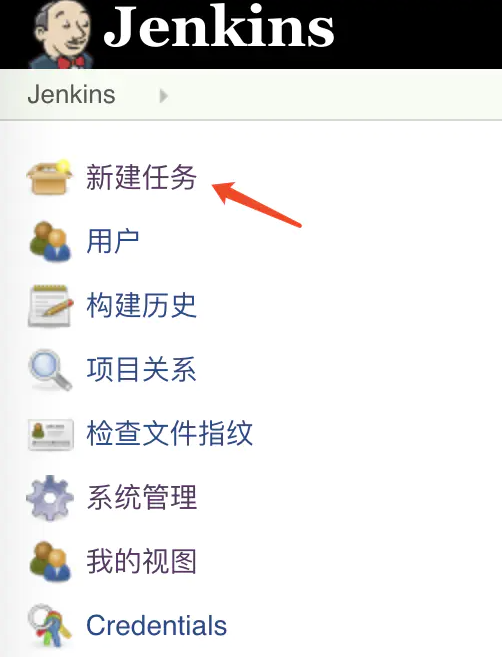 Jenkins
Jenkins
新建任务
用户
构建历史
项目关系
检查文件指纹
系统管理
我的视图
Credentials